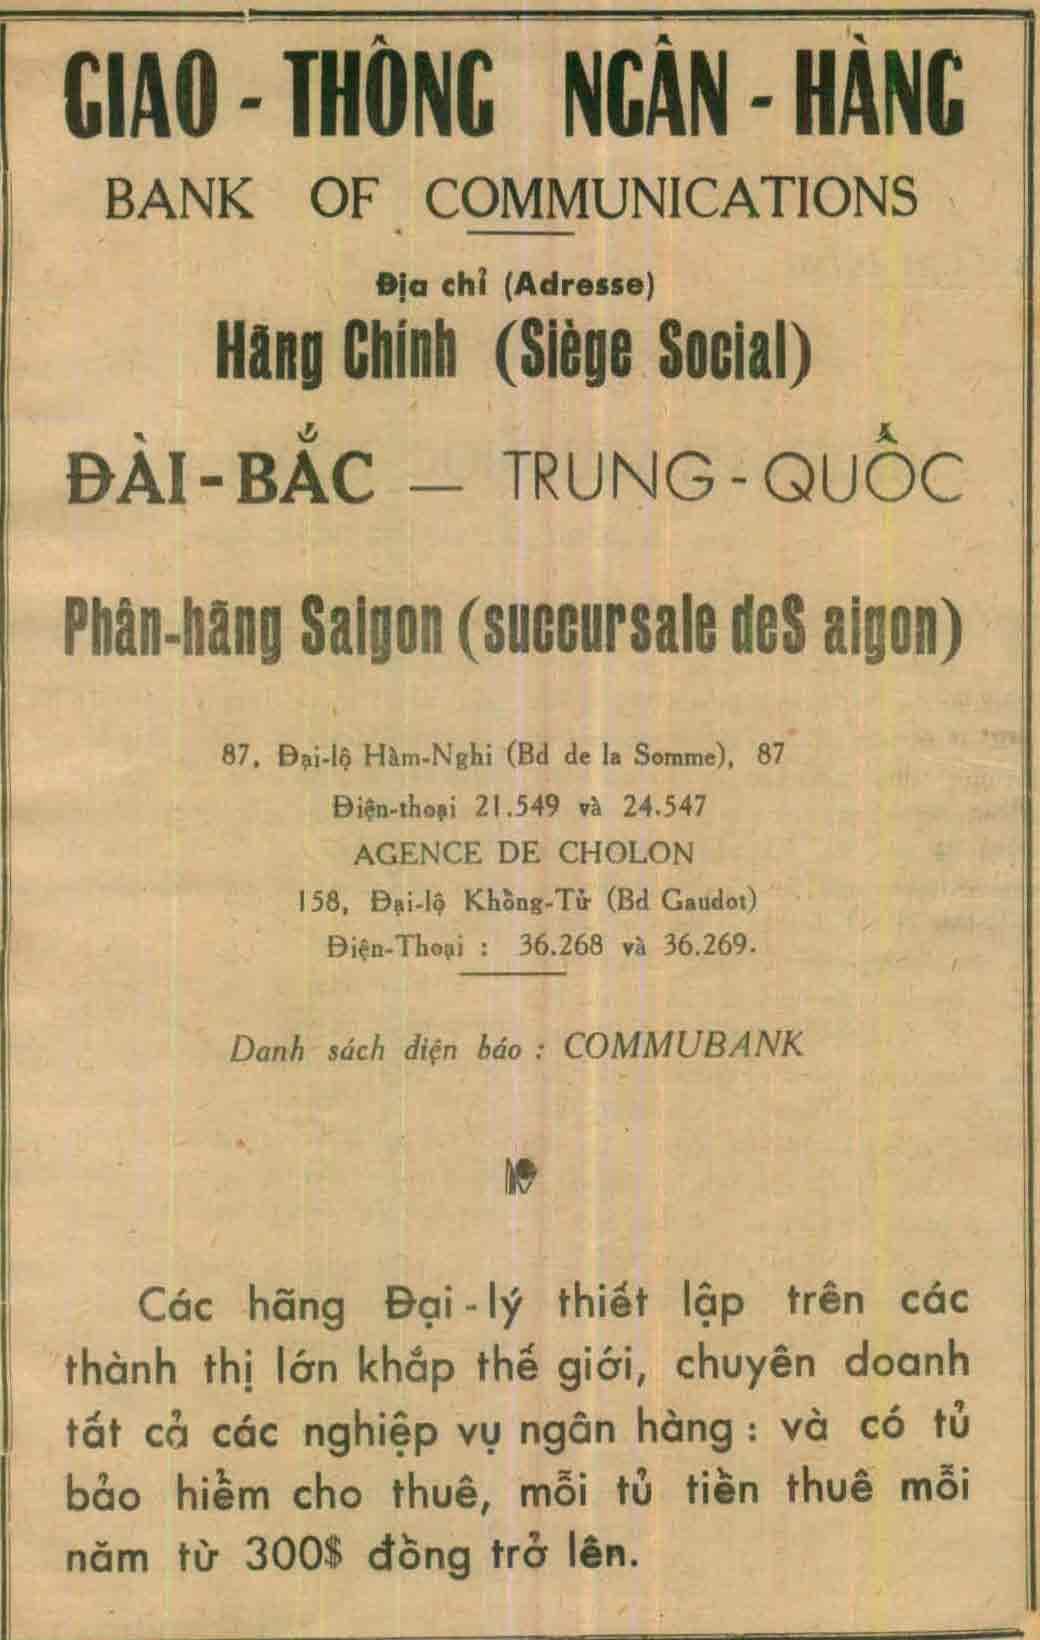 GIAO - THÔNG NGÂN - HÀNG
BANK OF COMMUNICATIONS
Địa chỉ (Adresse)
Hãng Chính (Siège Social)
ĐÀI - BẮC — TRUNG - QUỐC
Phân-hãng Saigon (succursale deS aigon)
87, Đại-lộ Hàm-Nghi (Bd de la Somme), 87
Điện-thoại 21.549 và 24.547
AGENCE DE CHOLON
158, Đại-lộ Khồng-Tử (Bd Gaudot)
Điện-Thoại : 36.268 và 36.269.
Danh sách điện báo : COMMUBANK
Các hãng Đại - lý thiết lập trên các
thành thị lớn khắp thế giới, chuyên doanh
tất cả các nghiệp vụ ngân hàng : và có tủ
bảo hiểm cho thuê, mỗi tủ tiền thuê mỗi
năm từ 300$ đồng trở lên.